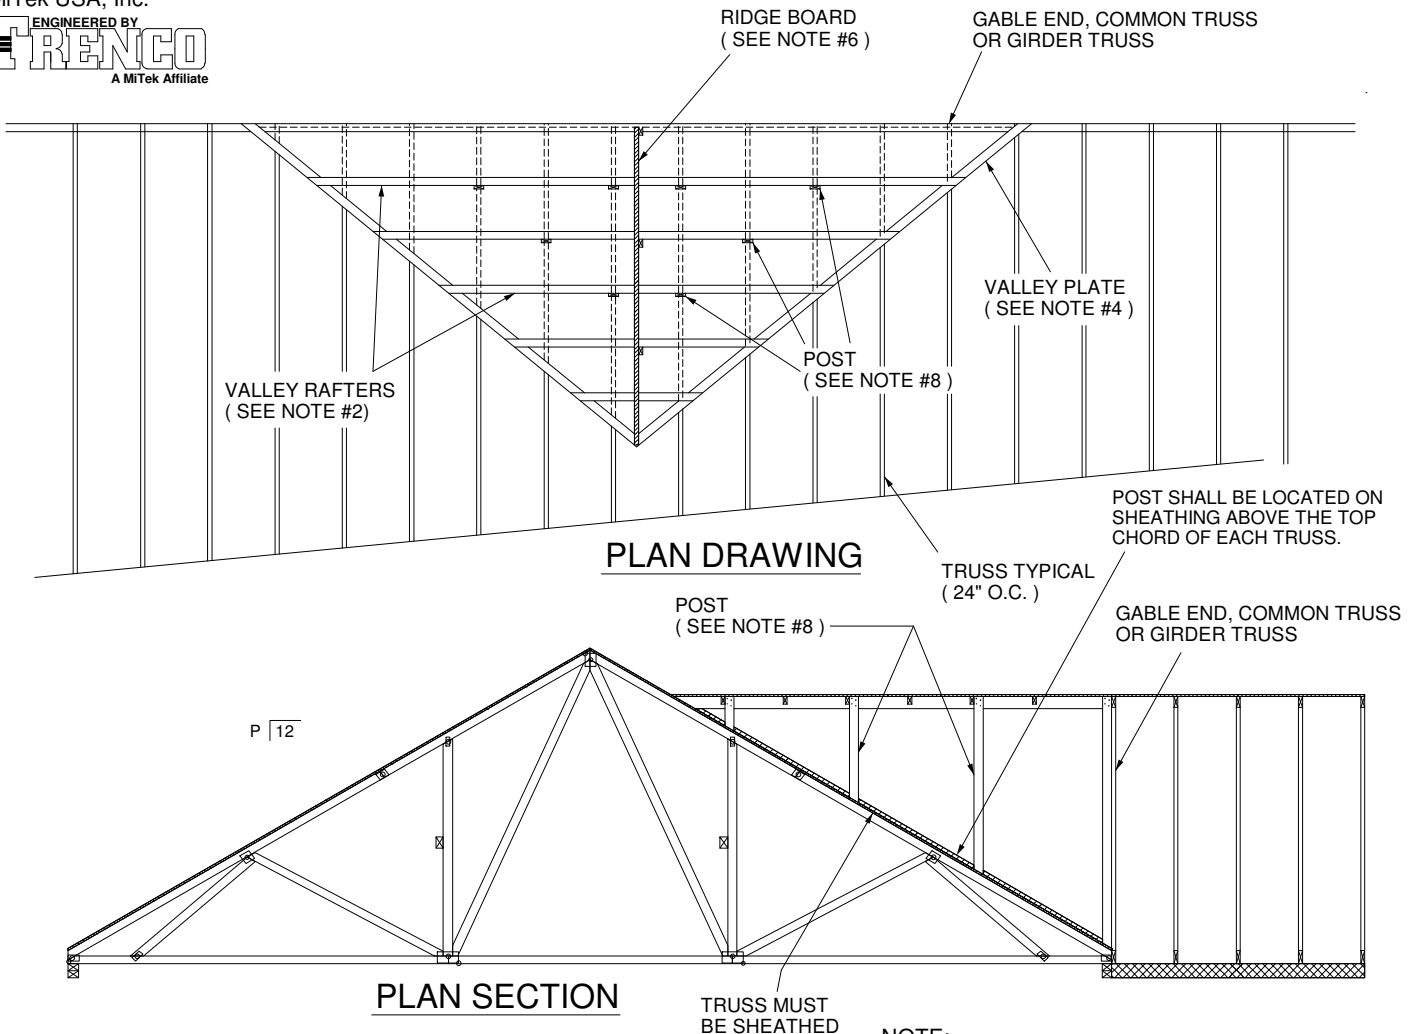 MiTek USA, Inc.
ENGINEERED BY
TRENCO
A MiTek Affiliate
RIDGE BOARD
( SEE NOTE #6 )
GABLE END, COMMON TRUSS
OR GIRDER TRUSS
VALLEY PLATE
( SEE NOTE #4 )
POST
( SEE NOTE #8 )
VALLEY RAFTERS
( SEE NOTE #2)
POST SHALL BE LOCATED ON
SHEATHING ABOVE THE TOP
CHORD OF EACH TRUSS.
PLAN DRAWING
TRUSS TYPICAL
( 24" O.C. )
POST
( SEE NOTE #8 )
GABLE END, COMMON TRUSS
OR GIRDER TRUSS
P 12
PLAN SECTION
TRUSS MUST
BE SHEATHED
NOTE: